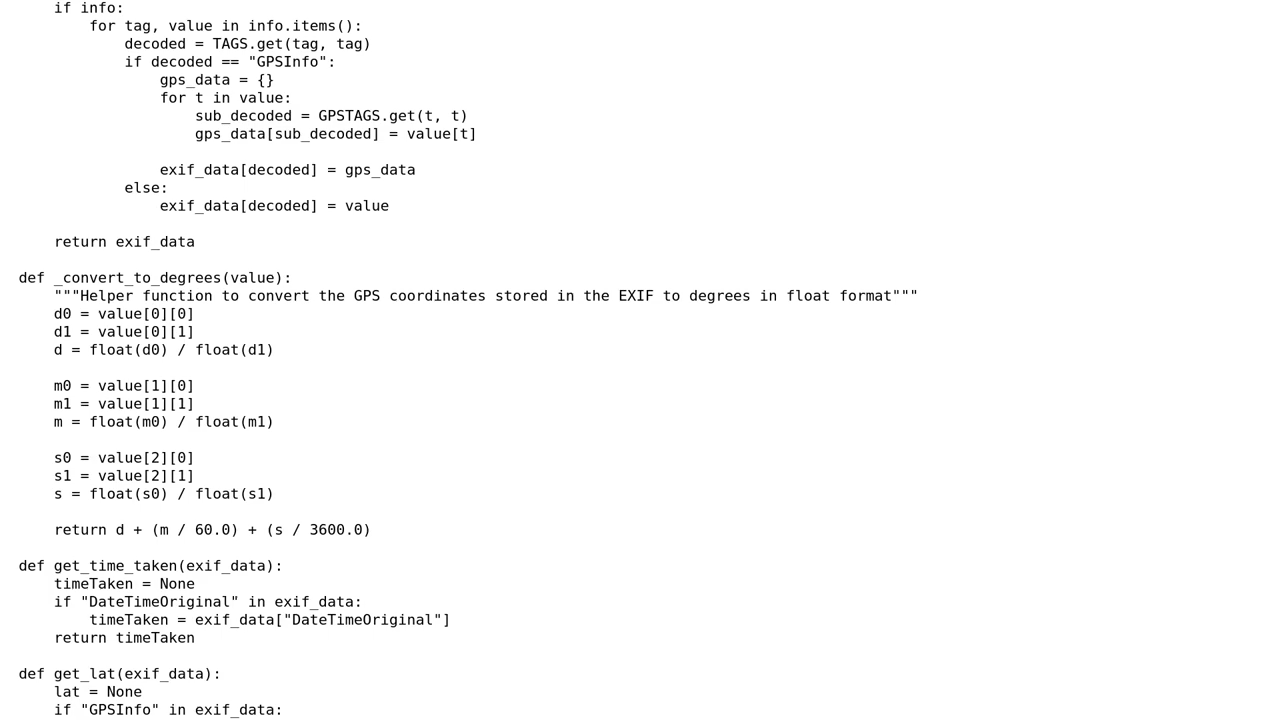 if info:
        for tag, value in info.items():
            decoded = TAGS.get(tag, tag)
            if decoded == "GPSInfo":
                gps_data = {}
                for t in value:
                    sub_decoded = GPSTAGS.get(t, t)
                    gps_data[sub_decoded] = value[t]

                exif_data[decoded] = gps_data
            else:
                exif_data[decoded] = value

    return exif_data

def _convert_to_degrees(value):
    """Helper function to convert the GPS coordinates stored in the EXIF to degrees in float format"""
    d0 = value[0][0]
    d1 = value[0][1]
    d = float(d0) / float(d1)

    m0 = value[1][0]
    m1 = value[1][1]
    m = float(m0) / float(m1)

    s0 = value[2][0]
    s1 = value[2][1]
    s = float(s0) / float(s1)

    return d + (m / 60.0) + (s / 3600.0)

def get_time_taken(exif_data):
    timeTaken = None
    if "DateTimeOriginal" in exif_data:
        timeTaken = exif_data["DateTimeOriginal"]
    return timeTaken

def get_lat(exif_data):
    lat = None
    if "GPSInfo" in exif_data: